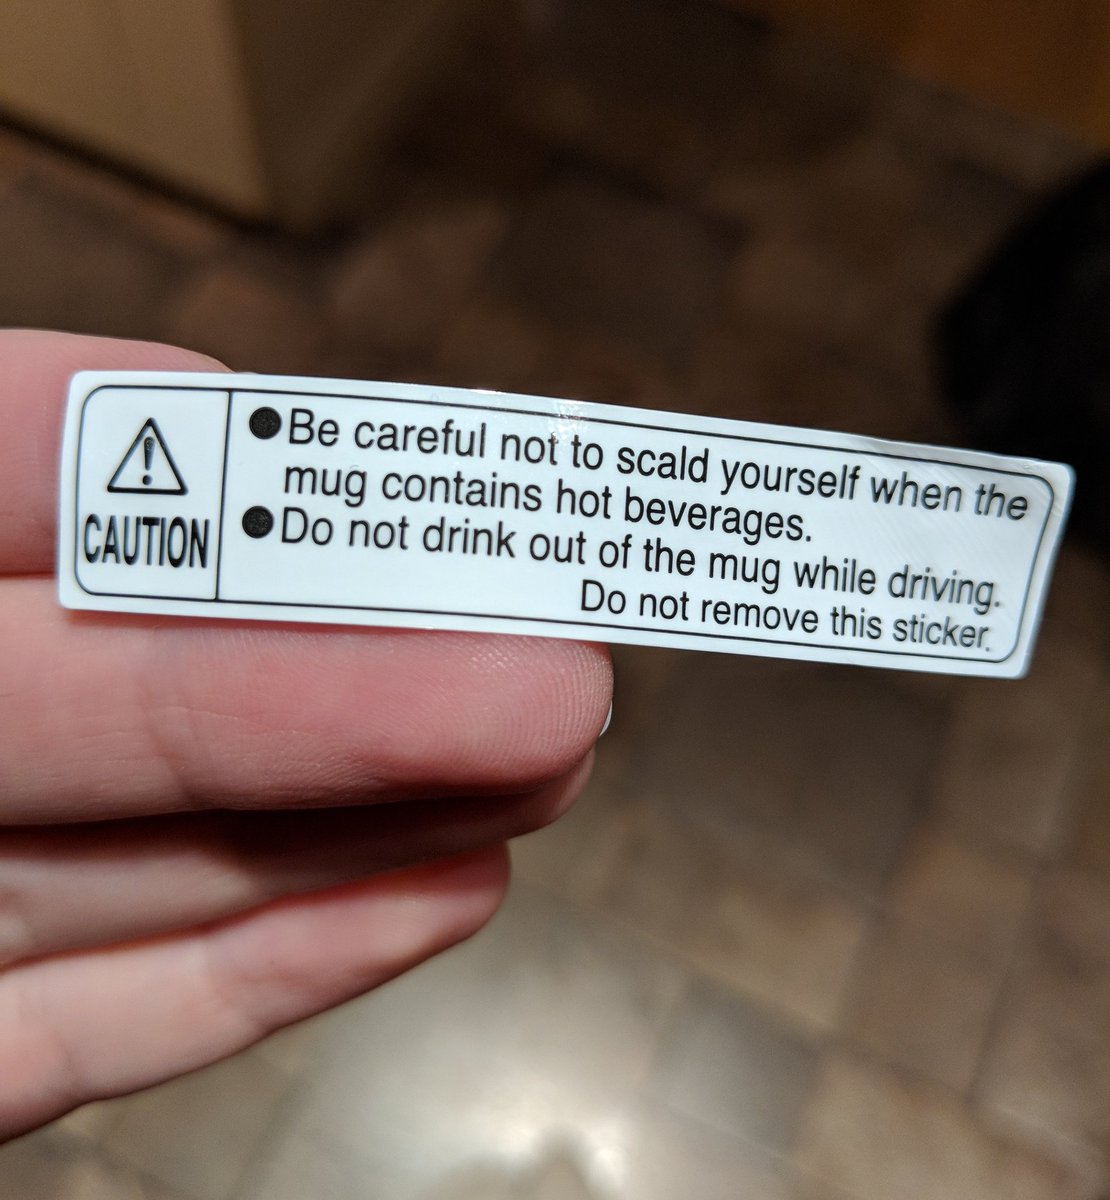 CAUTION
●Be careful not to scald yourself when the
mug contains hot beverages.
●Do not drink out of the mug while driving.
Do not remove this sticker.